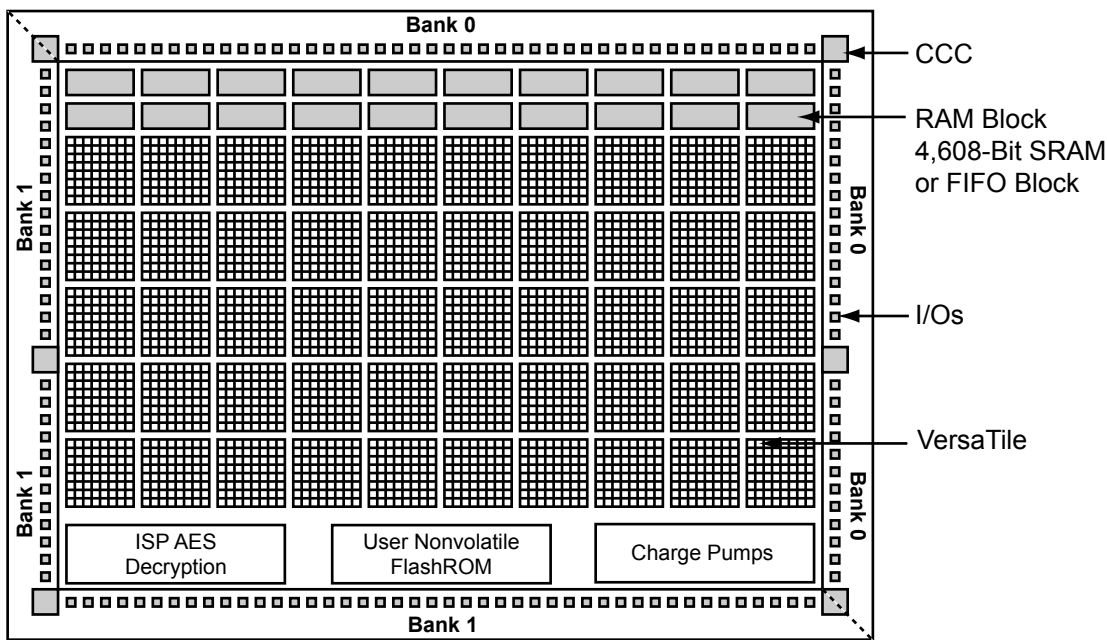 Bank 0
CCC
RAM Block
4,608-Bit SRAM
or FIFO Block
Bank 1
Bank 0
I/Os
VersaTile
Bank 1
Bank 0
ISP AES
Decryption
User Nonvolatile
FlashROM
Charge Pumps
Bank 1